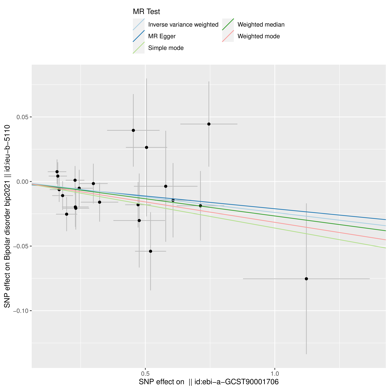 MR Test
Inverse variance weighted
Weighted median
MR Egger
Weighted mode
Simple mode
SNP effect on Bipolar disorder bip2021 || id:ieu-b-5110
0.05
0.00
−0.05
−0.10
0.5
1.0
SNP effect on || id:ebi-a-GCST90001706